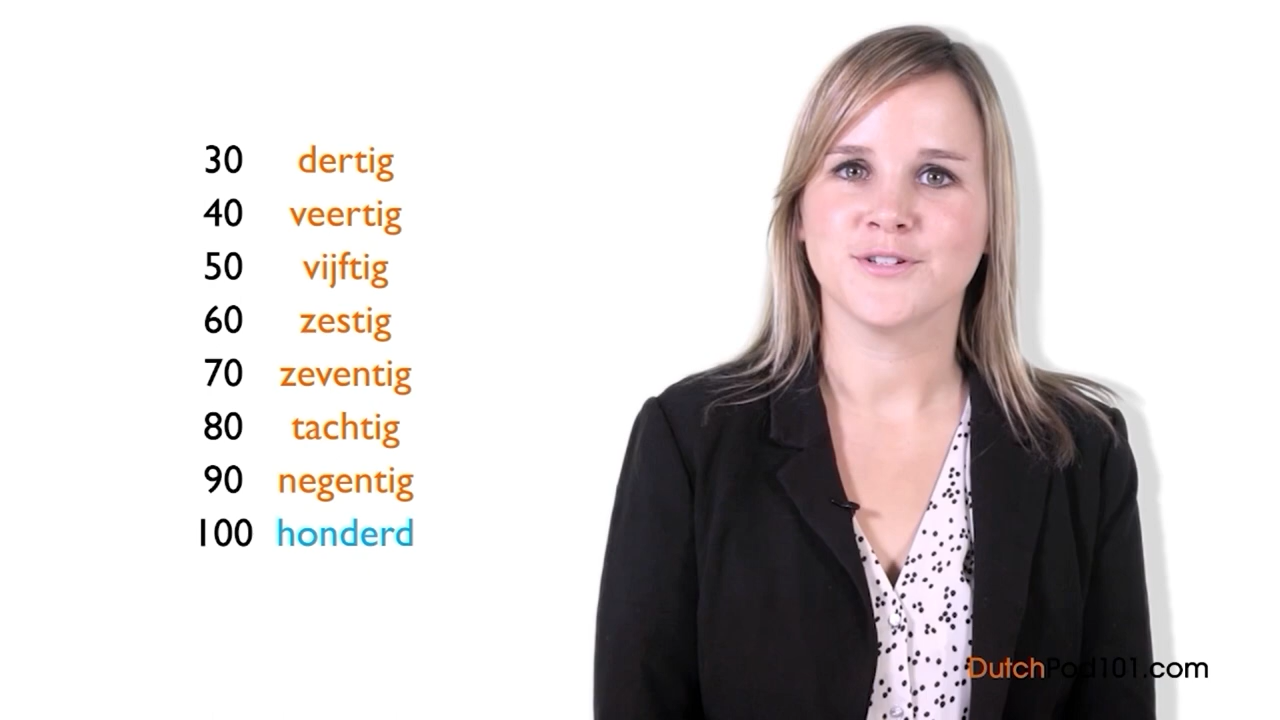 30 dertig
40 veertig
50 vijftig
60 zestig
70 zeventig
80 tachtig
90 negentig
100 honderd
DutchPod101.com